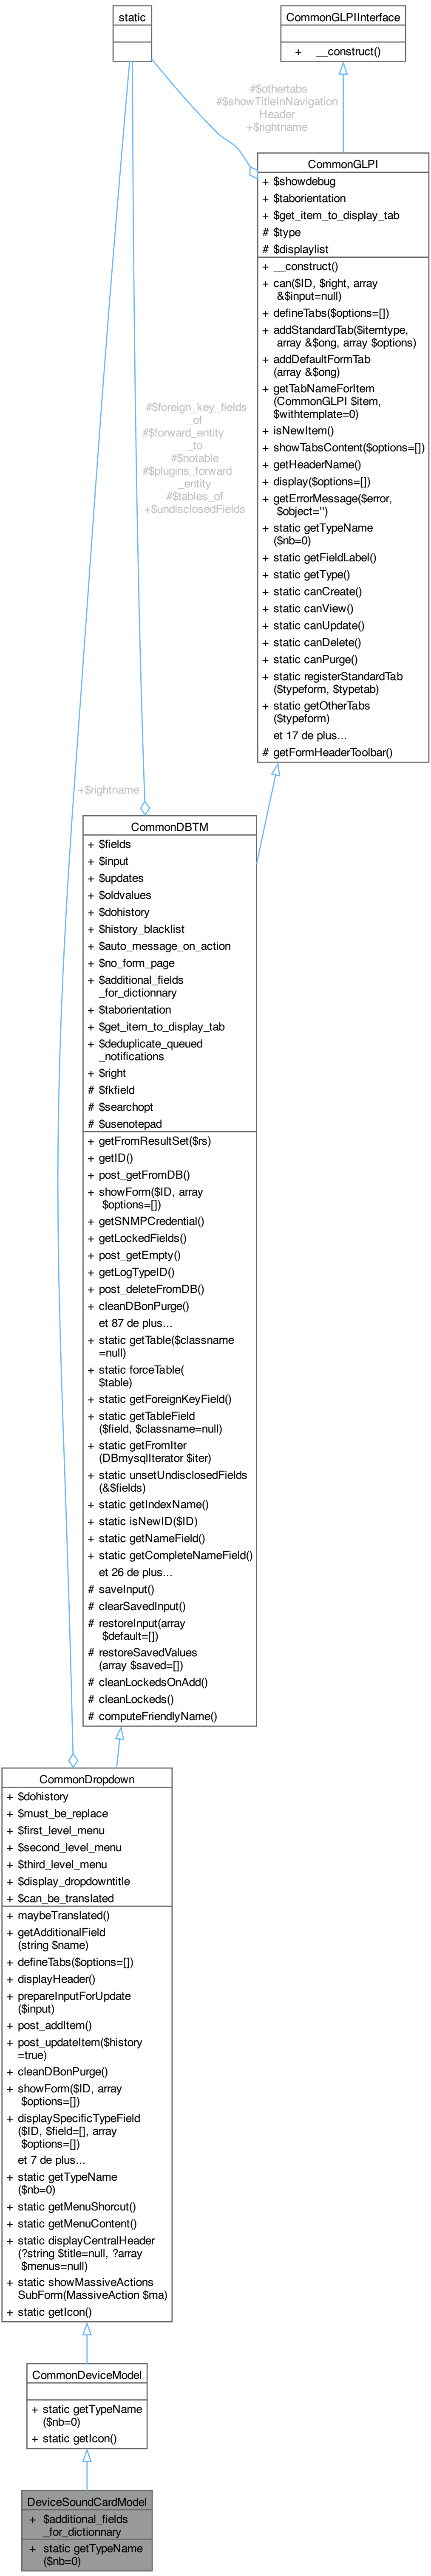 static
CommonGLPIInterface
+ __construct()
#$othertabs
#$showTitleInNavigation
Header
+$rightname
CommonGLPI
+ $showdebug
+ $taborientation
+ $get_item_to_display_tab
# $type
# $displaylist
+ __construct()
+ can($ID, $right, array
&$input=null)
+ defineTabs($options=[])
+ addStandardTab($itemtype,
array &$ong, array $options)
+ addDefaultFormTab
(array &$ong)
+ getTabNameForItem
(CommonGLPI $item,
$withtemplate=0)
+ isNewItem()
+ showTabsContent($options=[])
+ getHeaderName()
+ display($options=[])
+ getErrorMessage($error,
$object='')
+ static getTypeName
($nb=0)
+ static getFieldLabel()
+ static getType()
+ static canCreate()
+ static canView()
+ static canUpdate()
+ static canDelete()
+ static canPurge()
+ static registerStandardTab
($typeform, $typetab)
+ static getOtherTabs
($typeform)
et 17 de plus...
# getFormHeaderToolbar()
#$foreign_key_fields
_of
#$forward_entity
_to
#$notable
#$plugins_forward
_entity
#$tables_of
+$undisclosedFields
+$rightname
CommonDBTM
+ $fields
+ $input
+ $updates
+ $oldvalues
+ $dohistory
+ $history_blacklist
+ $auto_message_on_action
+ $no_form_page
+ $additional_fields
_for_dictionnary
+ $taborientation
+ $get_item_to_display_tab
+ $deduplicate_queued
_notifications
+ $right
# $fkfield
# $searchopt
# $usenotepad
+ getFromResultSet($rs)
+ getID()
+ post_getFromDB()
+ showForm($ID, array
$options=[])
+ getSNMPCredential()
+ getLockedFields()
+ post_getEmpty()
+ getLogTypeID()
+ post_deleteFromDB()
+ cleanDBonPurge()
et 87 de plus...
+ static getTable($classname
=null)
+ static forceTable(
$table)
+ static getForeignKeyField()
+ static getTableField
($field, $classname=null)
+ static getFromIter
(DBmysqlIterator $iter)
+ static unsetUndisclosedFields
(&$fields)
+ static getIndexName()
+ static isNewID($ID)
+ static getNameField()
+ static getCompleteNameField()
et 26 de plus...
# saveInput()
# clearSavedInput()
# restoreInput(array
$default=[])
# restoreSavedValues
(array $saved=[])
# cleanLockedsOnAdd()
# cleanLockeds()
# computeFriendlyName()
CommonDropdown
+ $dohistory
+ $must_be_replace
+ $first_level_menu
+ $second_level_menu
+ $third_level_menu
+ $display_dropdowntitle
+ $can_be_translated
+ maybeTranslated()
+ getAdditionalField
(string $name)
+ defineTabs($options=[])
+ displayHeader()
+ prepareInputForUpdate
($input)
+ post_addItem()
+ post_updateItem($history
=true)
+ cleanDBonPurge()
+ showForm($ID, array
$options=[])
+ displaySpecificTypeField
($ID, $field=[], array
$options=[])
et 7 de plus...
+ static getTypeName
($nb=0)
+ static getMenuShorcut()
+ static getMenuContent()
+ static displayCentralHeader
(?string $title=null, ?array
$menus=null)
+ static showMassiveActions
SubForm(MassiveAction $ma)
+ static getIcon()
CommonDeviceModel
+ static getTypeName
($nb=0)
+ static getIcon()
DeviceSoundCardModel
+ $additional_fields
_for_dictionnary
+ static getTypeName
($nb=0)